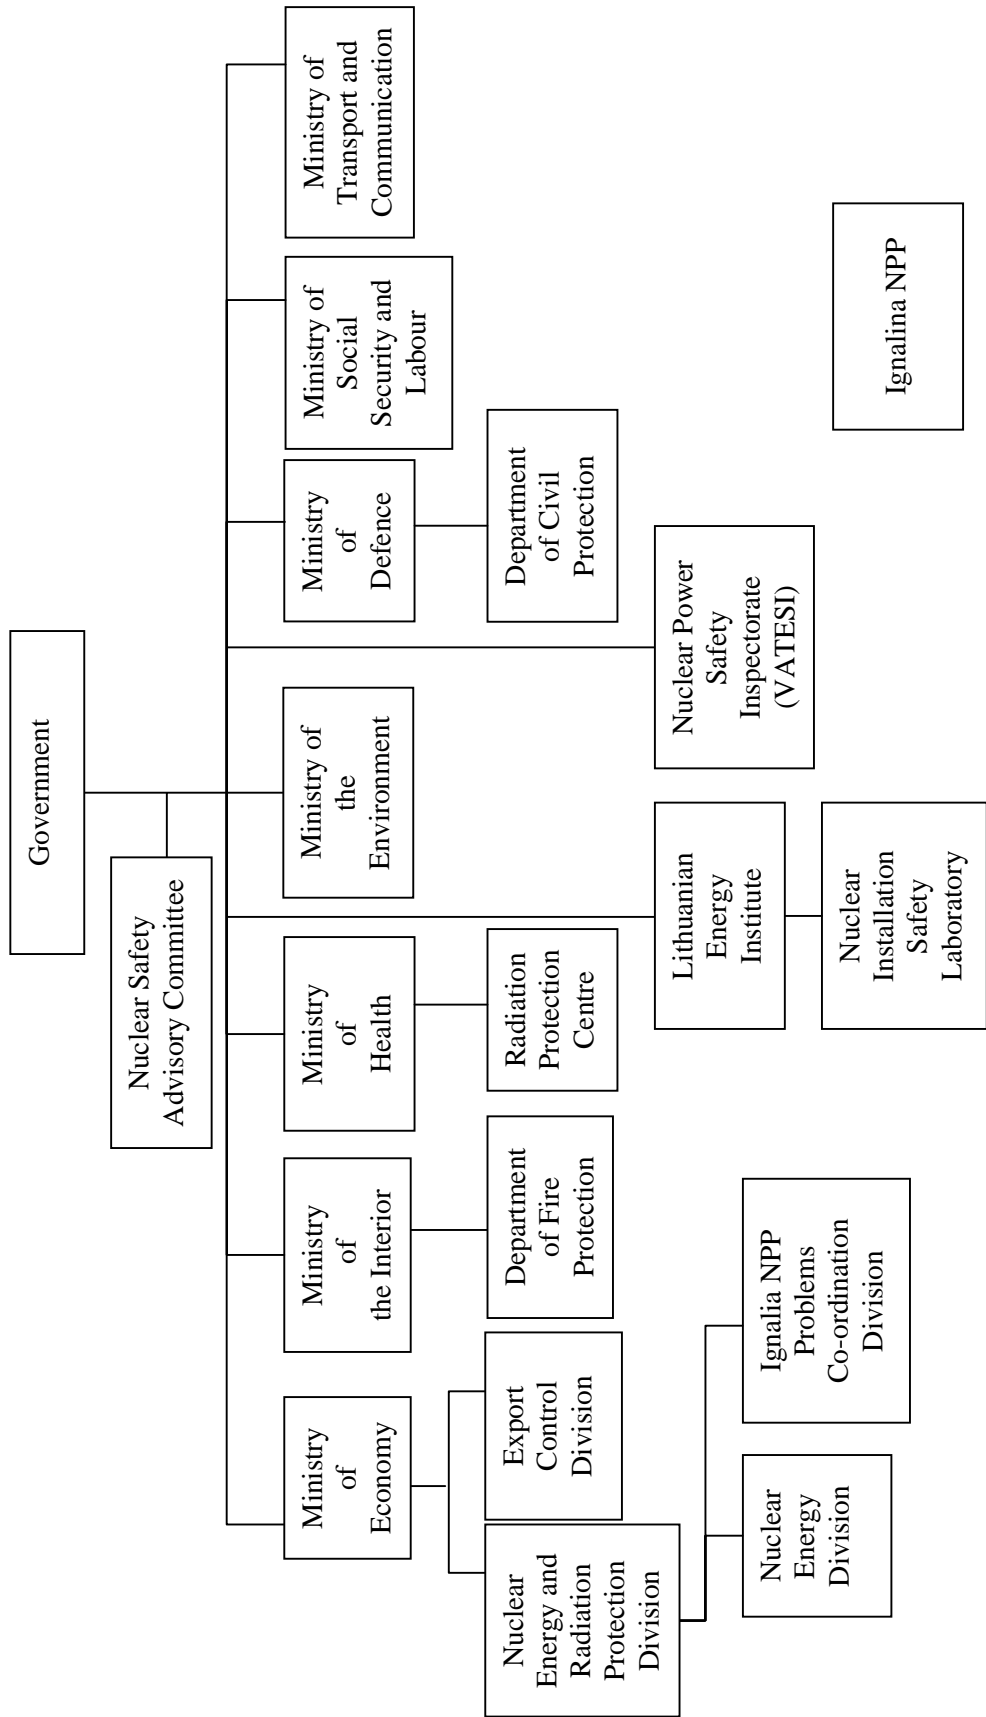 Government
Nuclear Safety
Advisory Committee
Ministry
of
Economy
Ministry
of
the Interior
Ministry
of
Health
Ministry of
the
Environment
Ministry
of
Defence
Ministry of
Social
Security and
Labour
Ministry of
Transport and
Communication
Nuclear
Energy and
Radiation
Protection
Division
Export
Control
Division
Department
of Fire
Protection
Radiation
Protection
Centre
Department
of Civil
Protection
Lithuanian
Energy
Institute
Nuclear Power
Safety
Inspectorate
(VATESI)
Nuclear
Energy
Division
Ignalia NPP
Problems
Co-ordination
Division
Nuclear
Installation
Safety
Laboratory
Ignalina NPP